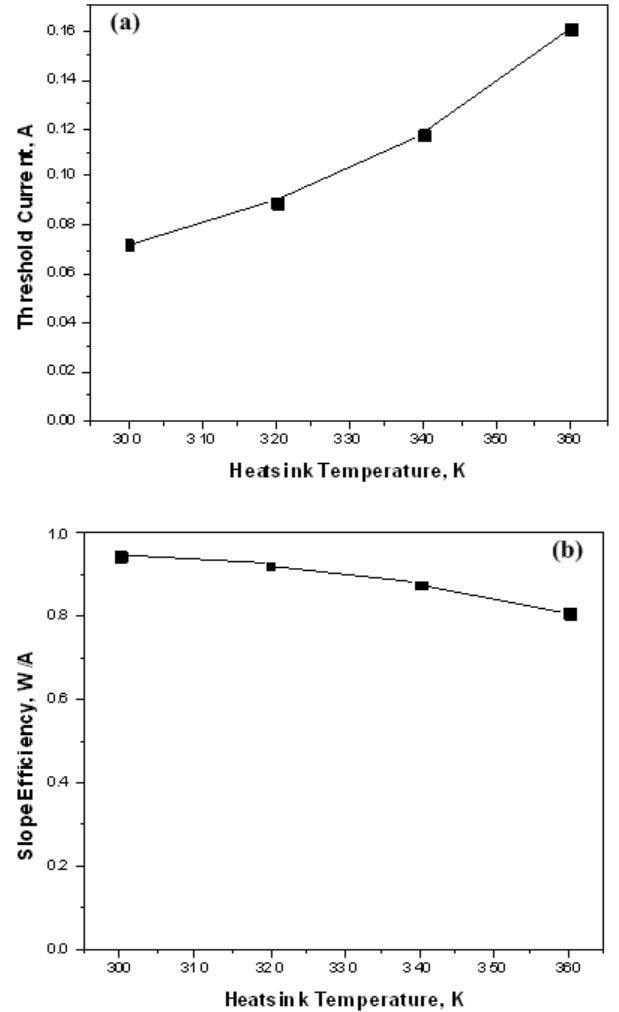 (a)
0.16
0.14
0.12
0.10
0.08
0.06
0.04
0.02
0.00
300 310 320 330 340 350 360
Threshold Current, A
Heatsink Temperature, K
(b)
1.0
0.8
0.6
0.4
0.2
0.0
300 310 320 330 340 350 360
Slope Efficiency, W/A
Heatsink Temperature, K